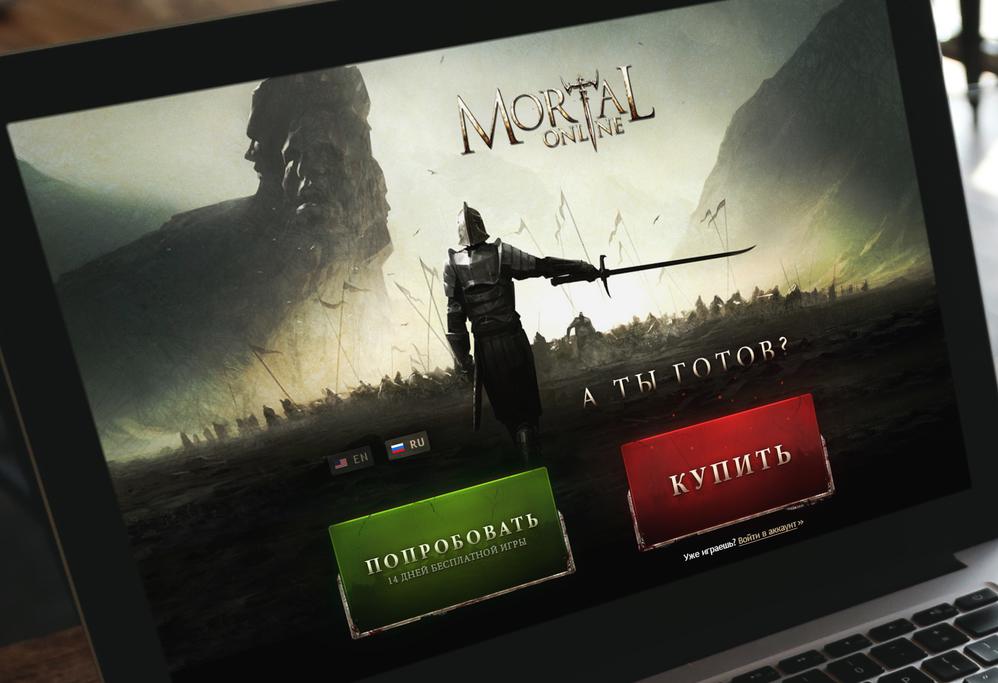 MORTAL
ONLINE
А ТЫ ГОТОВ?
EN
RU
ПОПРОБОВАТЬ
14 ДНЕЙ БЕСПЛАТНОЙ ИГРЫ
КУПИТЬ
Уже играешь? Войти в аккаунт »